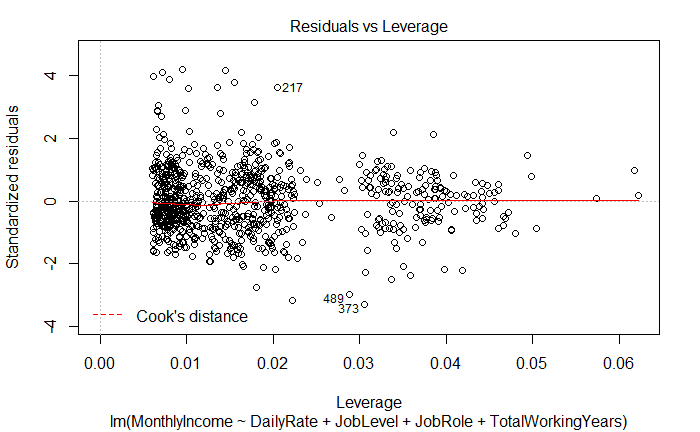 Residuals vs Leverage
Standardized residuals
4
2
0
-2
-4
217
489
373
Cook's distance
0.00 0.01 0.02 0.03 0.04 0.05 0.06
Leverage
lm(MonthlyIncome ~ DailyRate + JobLevel + JobRole + TotalWorkingYears)